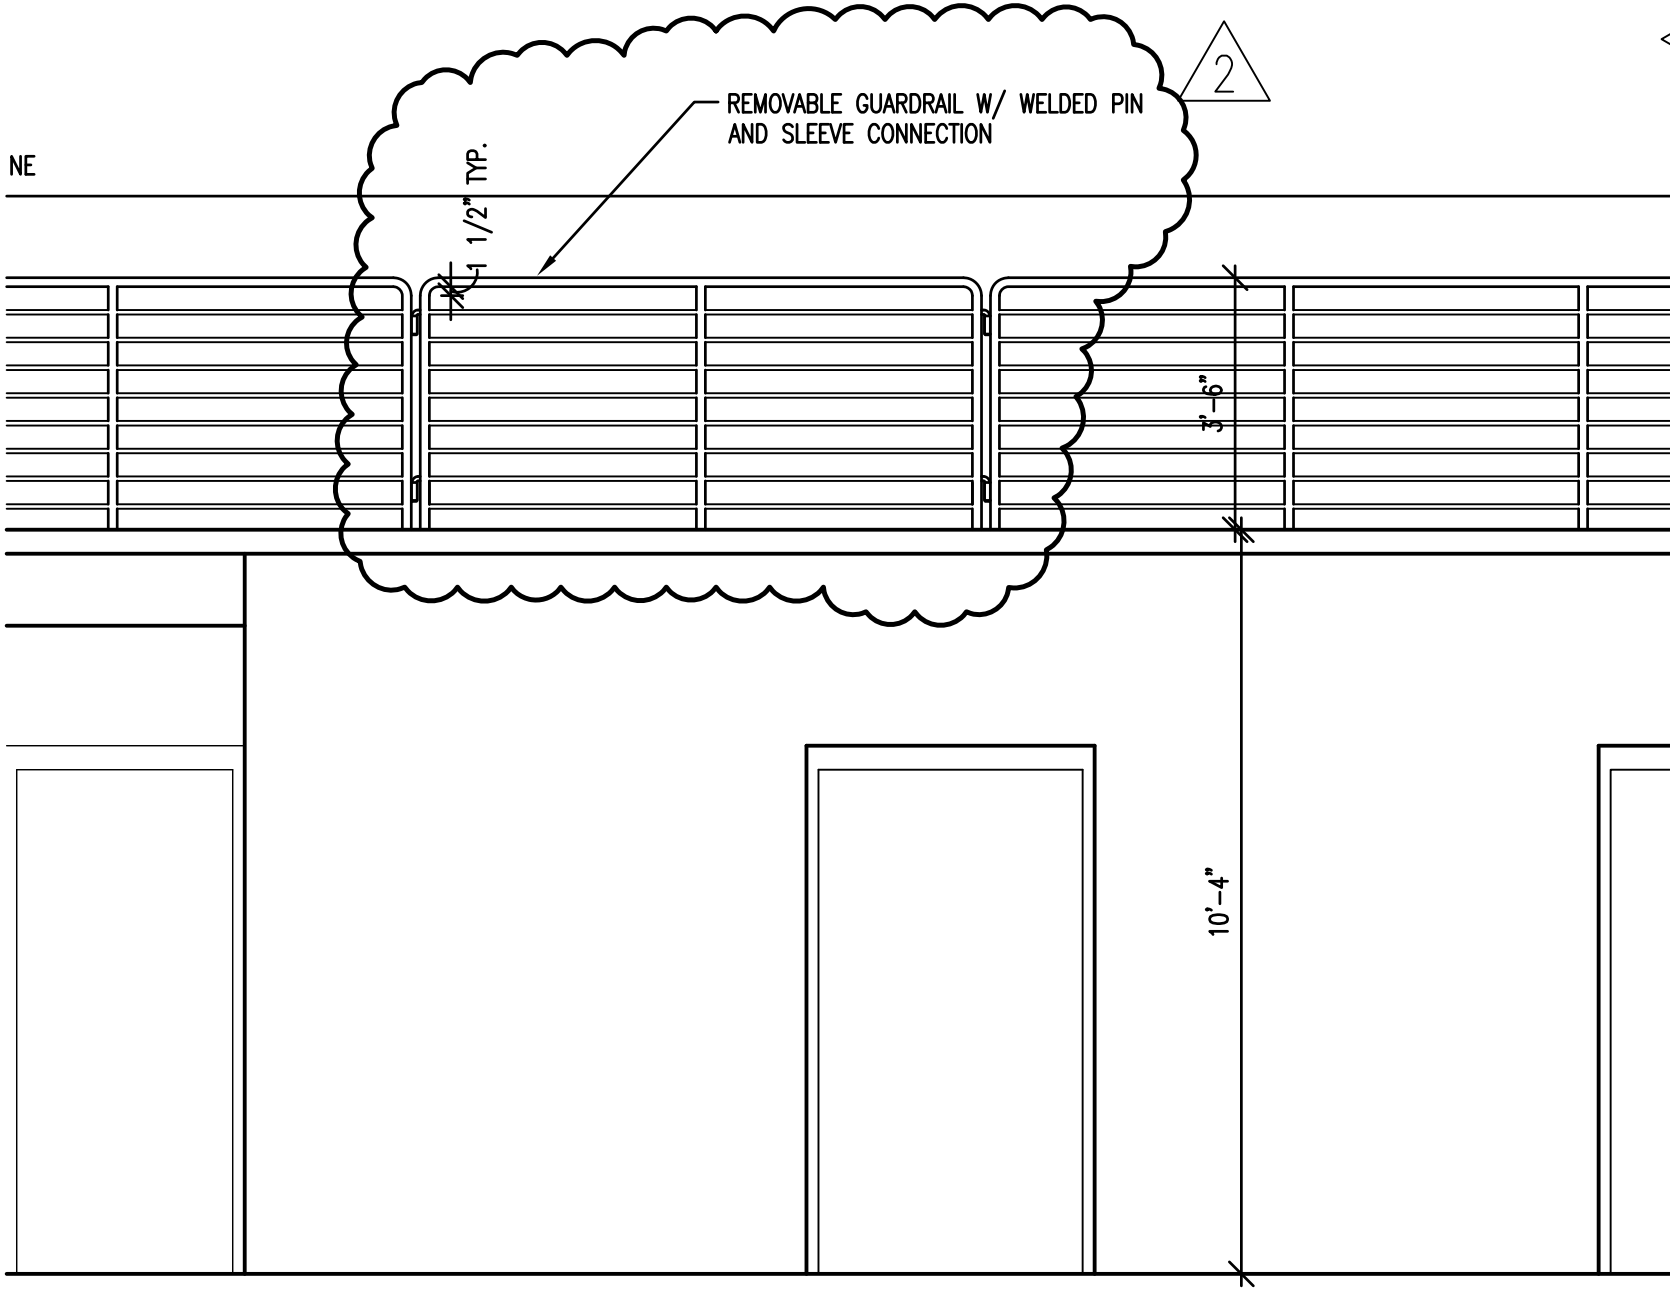 2
REMOVABLE GUARDRAIL W/ WELDED PIN
AND SLEEVE CONNECTION
NE
1 1/2" TYP.
3'-6"
10'-4"